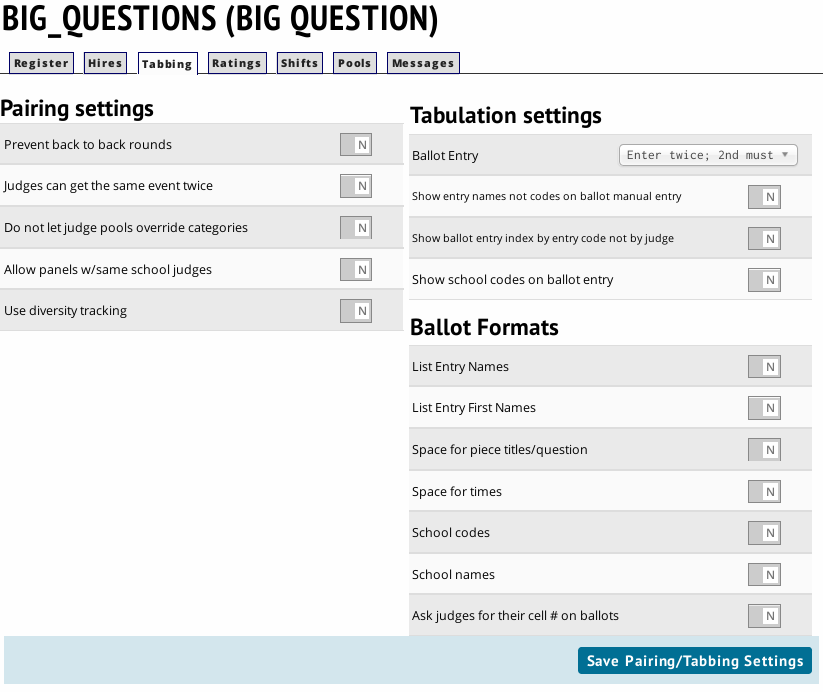 BIG_QUESTIONS (BIG QUESTION)
Register Hires Tabbing Ratings Shifts Pools Messages
Pairing settings
Prevent back to back rounds N
Judges can get the same event twice N
Do not let judge pools override categories N
Allow panels w/same school judges N
Use diversity tracking N
Tabulation settings
Ballot Entry Enter twice; 2nd must
Show entry names not codes on ballot manual entry N
Show ballot entry index by entry code not by judge N
Show school codes on ballot entry N
Ballot Formats
List Entry Names N
List Entry First Names N
Space for piece titles/question N
Space for times N
School codes N
School names N
Ask judges for their cell # on ballots N
Save Pairing/Tabbing Settings